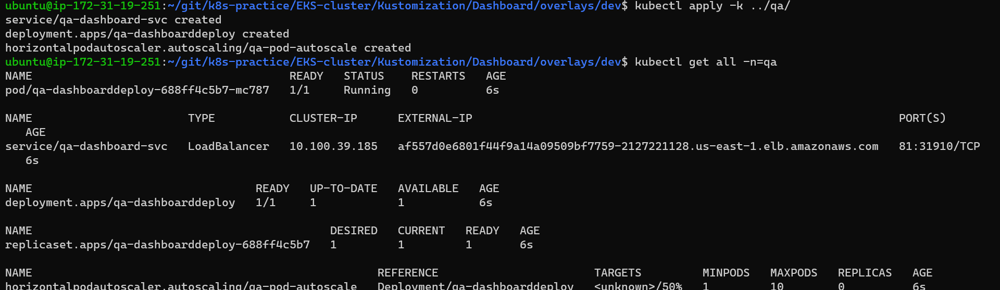 ubuntu@ip-172-31-19-251:~/git/k8s-practice/EKS-cluster/Kustomization/Dashboard/overlays/dev$ kubectl apply -k ../qa/
service/qa-dashboard-svc created
deployment.apps/qa-dashboarddeploy created
horizontalpodautoscaler.autoscaling/qa-pod-autoscale created
ubuntu@ip-172-31-19-251:~/git/k8s-practice/EKS-cluster/Kustomization/Dashboard/overlays/dev$ kubectl get all -n=qa
NAME READY STATUS RESTARTS AGE
pod/qa-dashboarddeploy-688ff4c5b7-mc787 1/1 Running 0 6s
NAME TYPE CLUSTER-IP EXTERNAL-IP PORT(S)
AGE
service/qa-dashboard-svc LoadBalancer 10.100.39.185 af557d0e6801f44f9a14a09509bf7759-2127221128.us-east-1.elb.amazonaws.com 81:31910/TCP
6s
NAME READY UP-TO-DATE AVAILABLE AGE
deployment.apps/qa-dashboarddeploy 1/1 1 1 6s
NAME DESIRED CURRENT READY AGE
replicaset.apps/qa-dashboarddeploy-688ff4c5b7 1 1 1 6s
NAME REFERENCE TARGETS MINPODS MAXPODS REPLICAS AGE
horizontalpodautoscaler.autoscaling/qa-pod-autoscale Deployment/qa-dashboarddeploy <unknown>/50% 1 10 0 6s